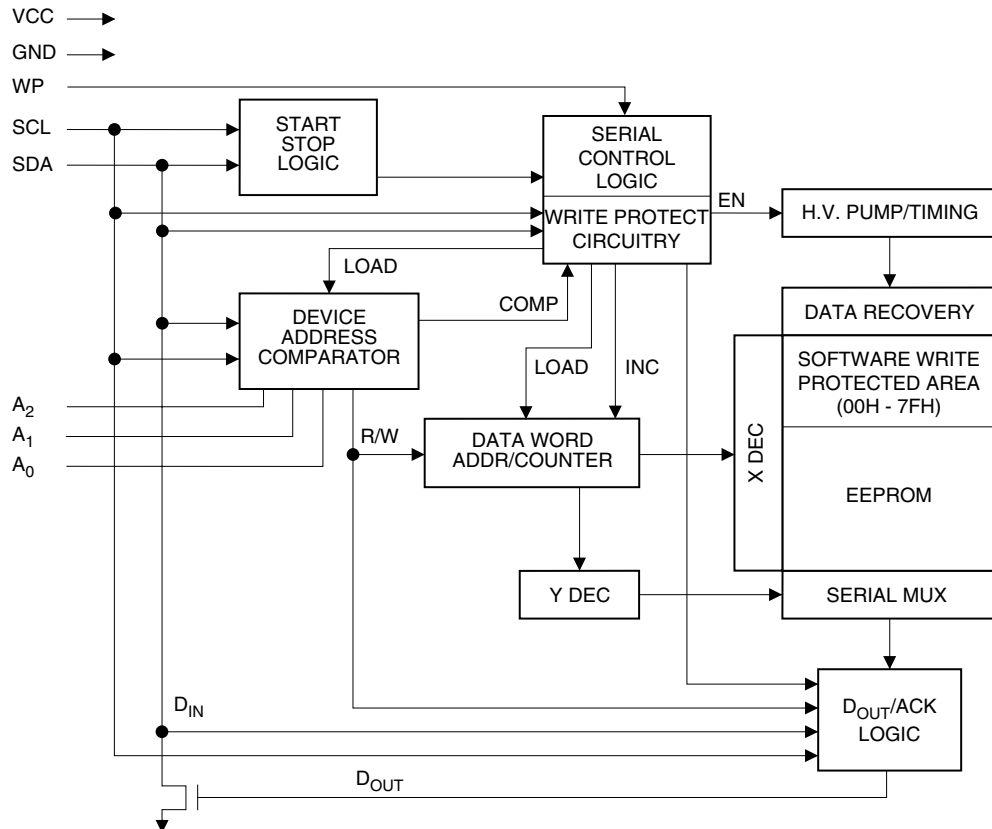 VCC
GND
WP
SCL
SDA
START
STOP
LOGIC
SERIAL
CONTROL
LOGIC
WRITE PROTECT
CIRCUITRY
EN
H.V. PUMP/TIMING
LOAD
COMP
DEVICE
ADDRESS
COMPARATOR
DATA RECOVERY
LOAD
INC
SOFTWARE WRITE
PROTECTED AREA
(00H - 7FH)
A2
A1
A0
R/W
DATA WORD
ADDR/COUNTER
X DEC
EEPROM
Y DEC
SERIAL MUX
DIN
DOUT/ACK
LOGIC
DOUT